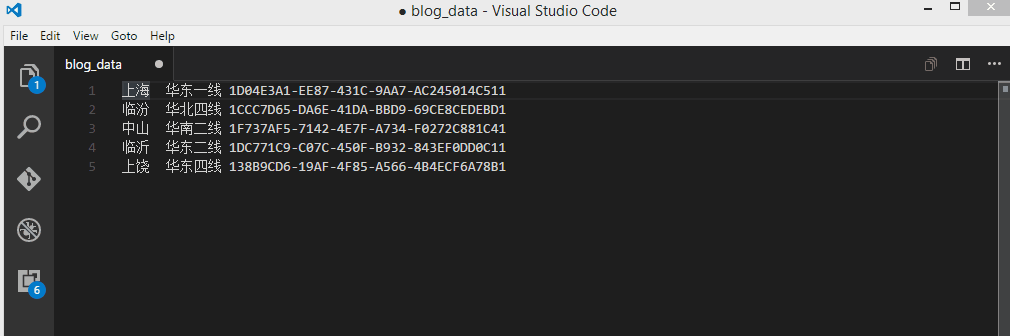 ● blog_data - Visual Studio Code
File Edit View Goto Help
blog_data ●
1 上海 华东一线 1D04E3A1-EE87-431C-9AA7-AC245014C511
2 临汾 华北四线 1CCC7D65-DA6E-41DA-BBD9-69CE8CEDEBD1
3 中山 华南二线 1F737AF5-7142-4E7F-A734-F0272C881C41
4 临沂 华东二线 1DC771C9-C07C-450F-B932-843EF0DD0C11
5 上饶 华东四线 138B9CD6-19AF-4F85-A566-4B4ECF6A78B1
1
6